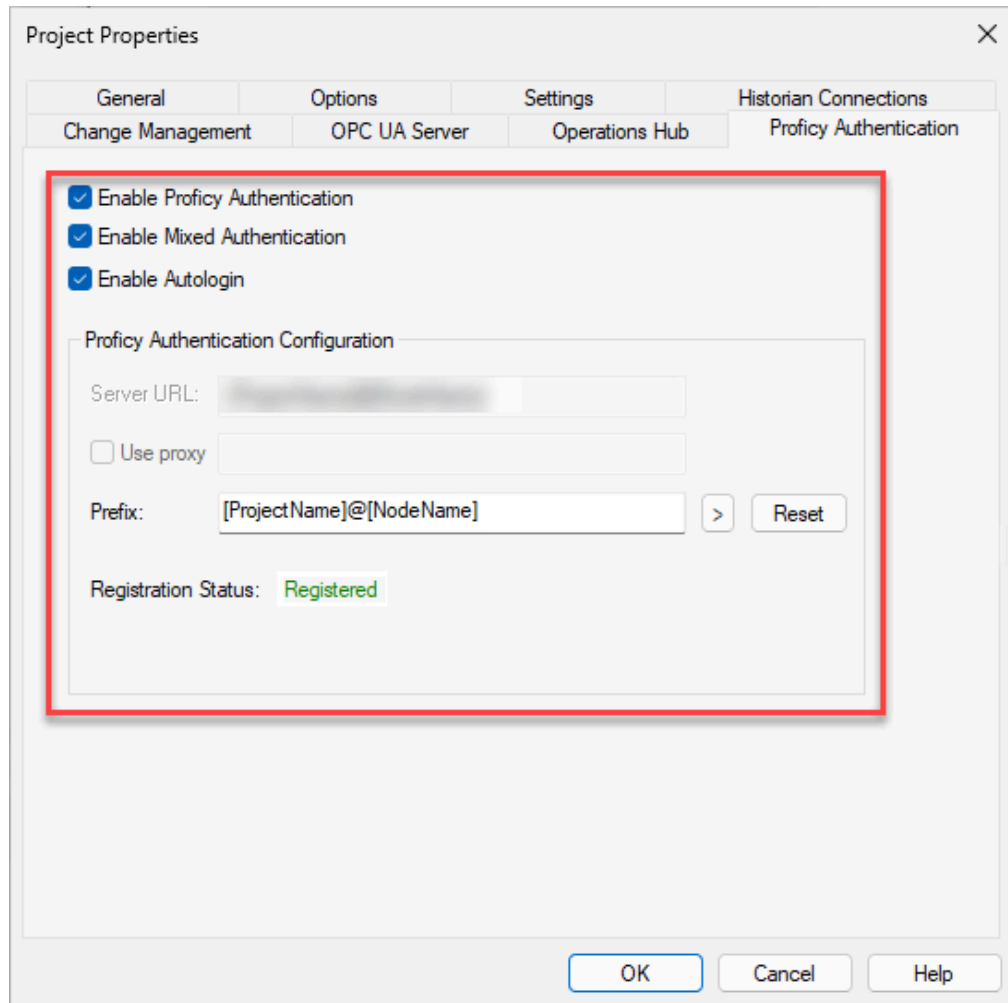 Project Properties
General Options Settings Historian Connections
Change Management OPC UA Server Operations Hub Proficy Authentication
Enable Proficy Authentication
Enable Mixed Authentication
Enable Autologin
Proficy Authentication Configuration
Server URL:
Use proxy
Prefix: [ProjectName]@[NodeName] > Reset
Registration Status: Registered
OK Cancel Help